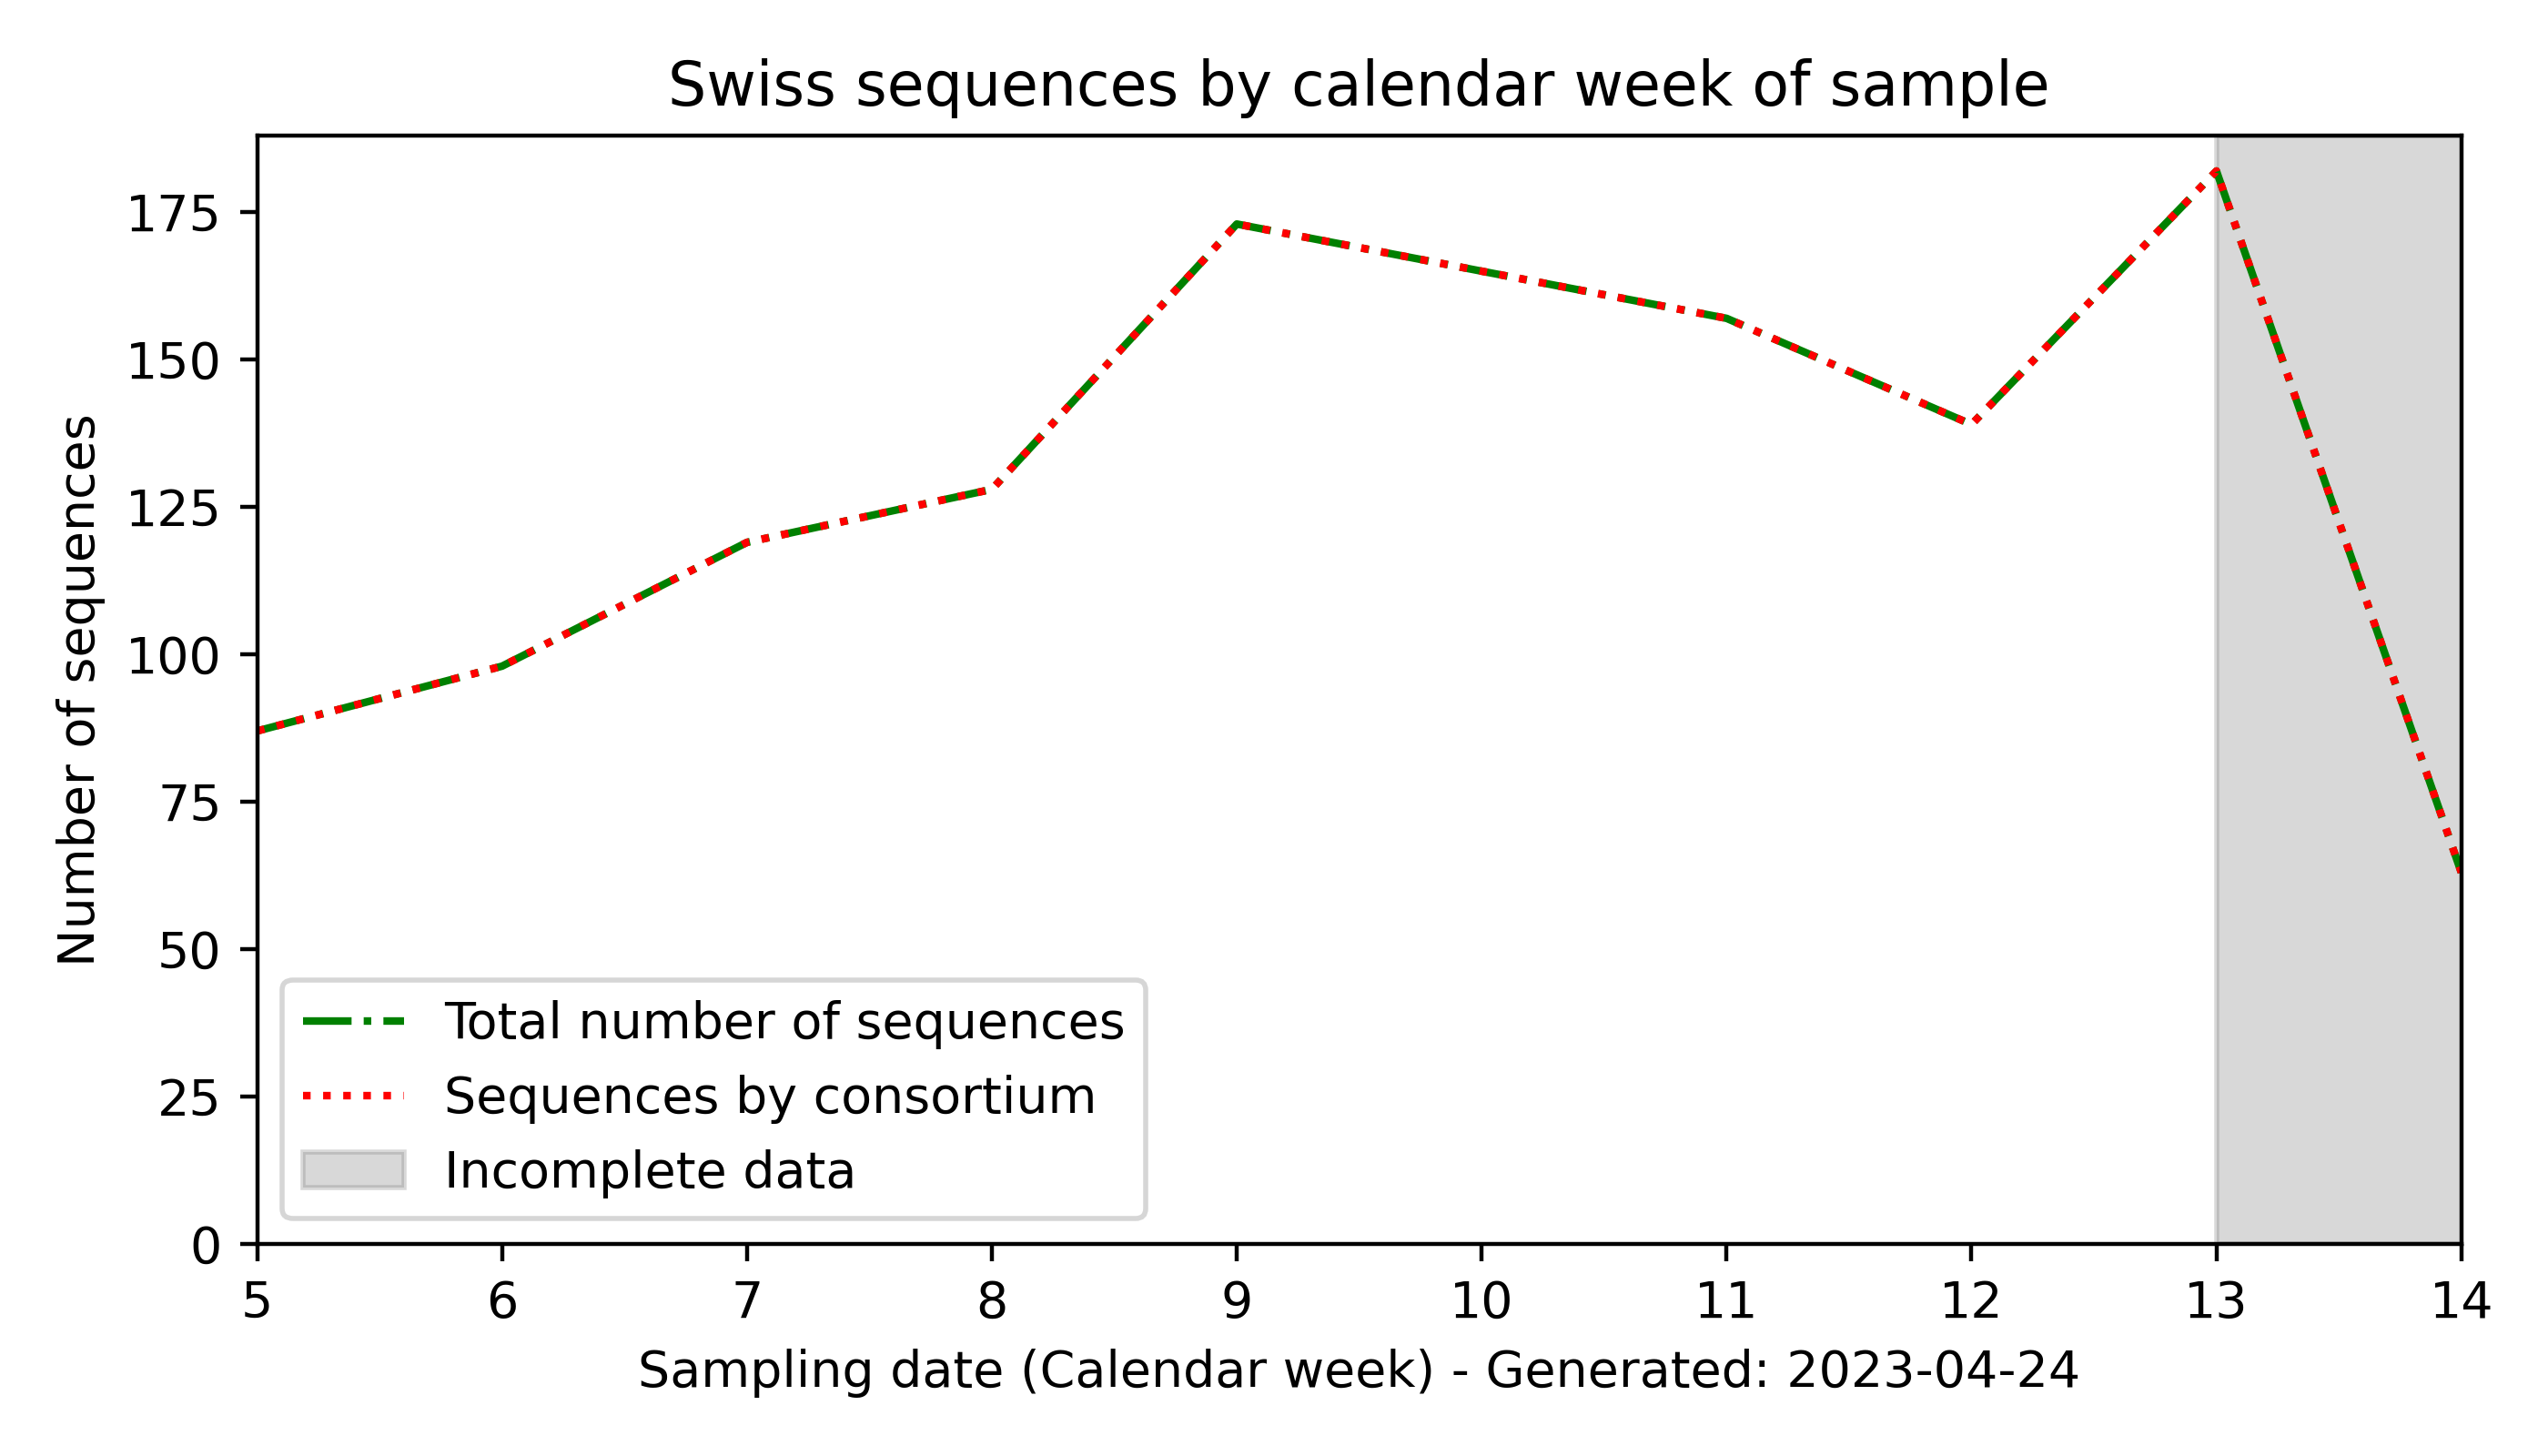 Swiss sequences by calendar week of sample
Number of sequences
175
150
125
100
75
50
25
0
Total number of sequences
Sequences by consortium
Incomplete data
5 6 7 8 9 10 11 12 13 14
Sampling date (Calendar week) - Generated: 2023-04-24